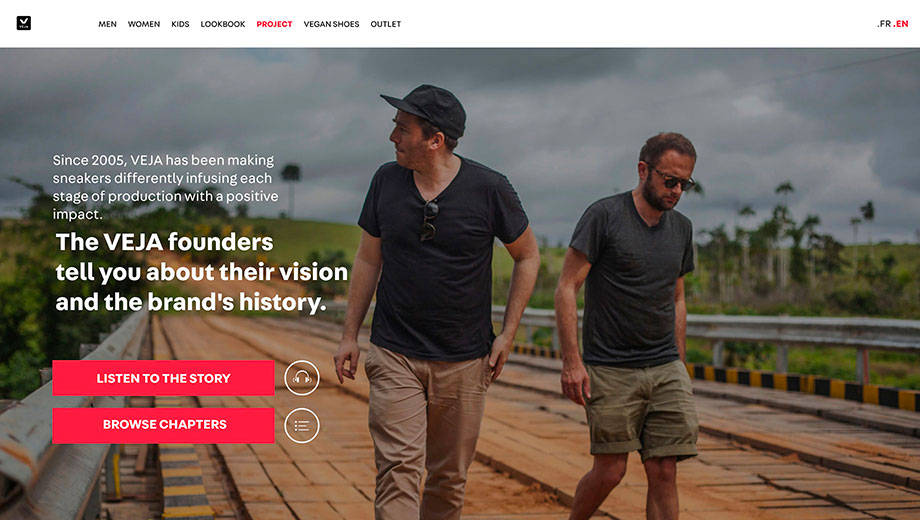 VEJA
MEN WOMEN KIDS LOOKBOOK PROJECT VEGAN SHOES OUTLET
.FR .EN
Since 2005, VEJA has been making
sneakers differently infusing each
stage of production with a positive
impact.
The VEJA founders
tell you about their vision
and the brand's history.
LISTEN TO THE STORY
BROWSE CHAPTERS